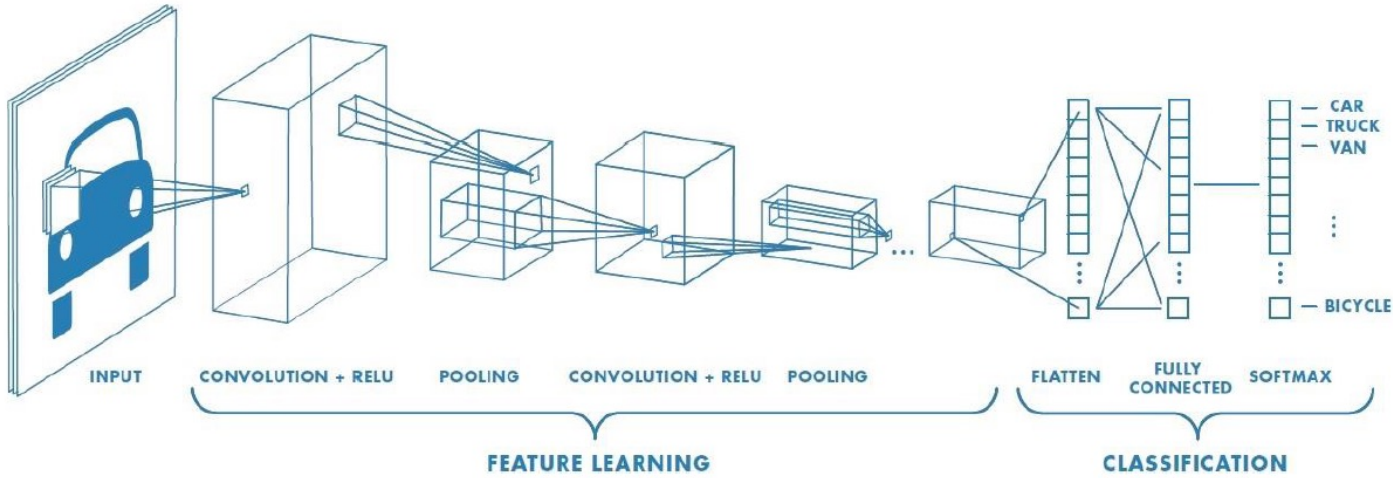 CAR
TRUCK
VAN
BICYCLE
INPUT
CONVOLUTION + RELU
POOLING
CONVOLUTION + RELU
POOLING
FLATTEN
FULLY
CONNECTED
SOFTMAX
FEATURE LEARNING
CLASSIFICATION